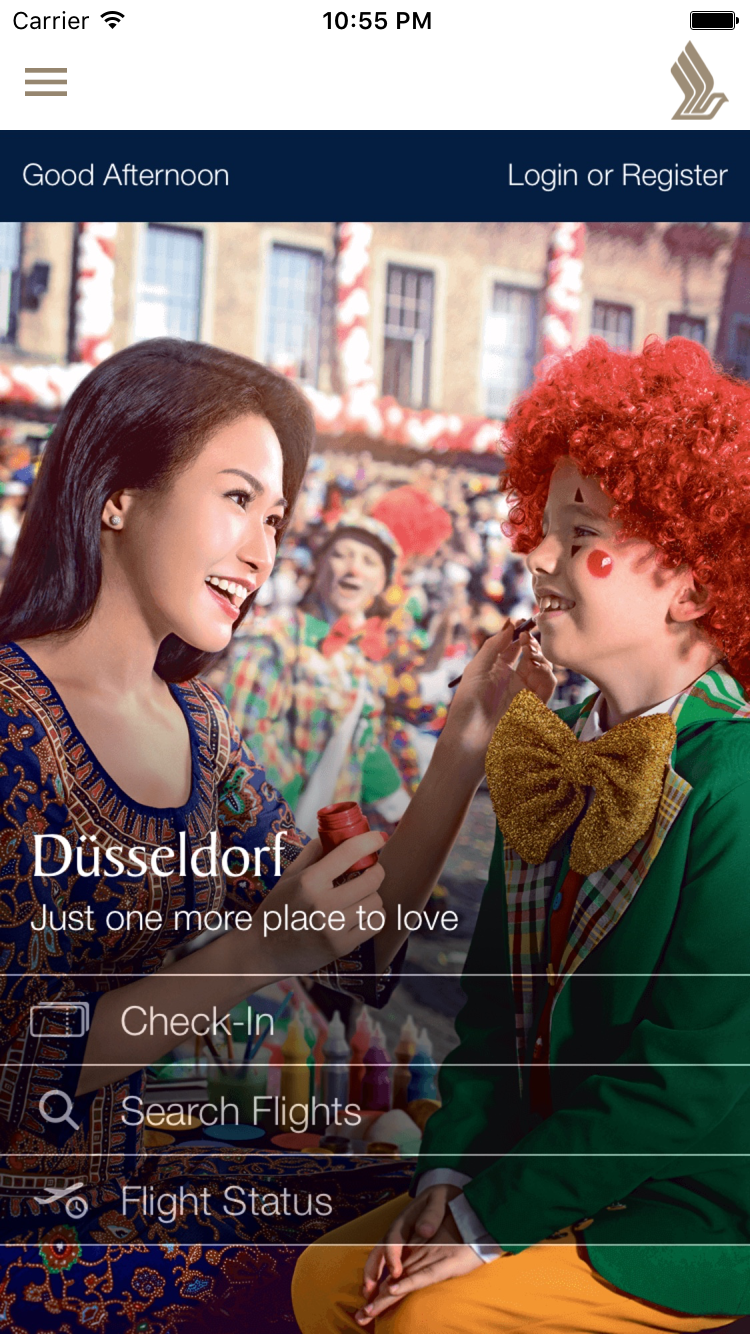 Carrier 10:55 PM
Good Afternoon Login or Register
Düsseldorf
Just one more place to love
Check-In
Search Flights
Flight Status